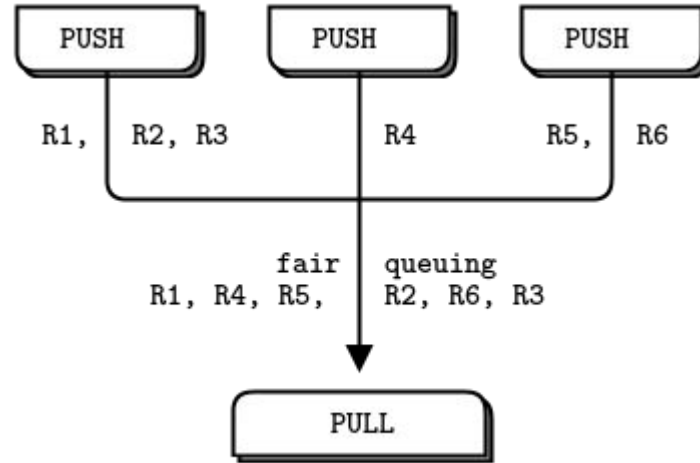 PUSH PUSH PUSH
R1, R2, R3 R4 R5, R6
fair queuing
R1, R4, R5, R2, R6, R3
PULL